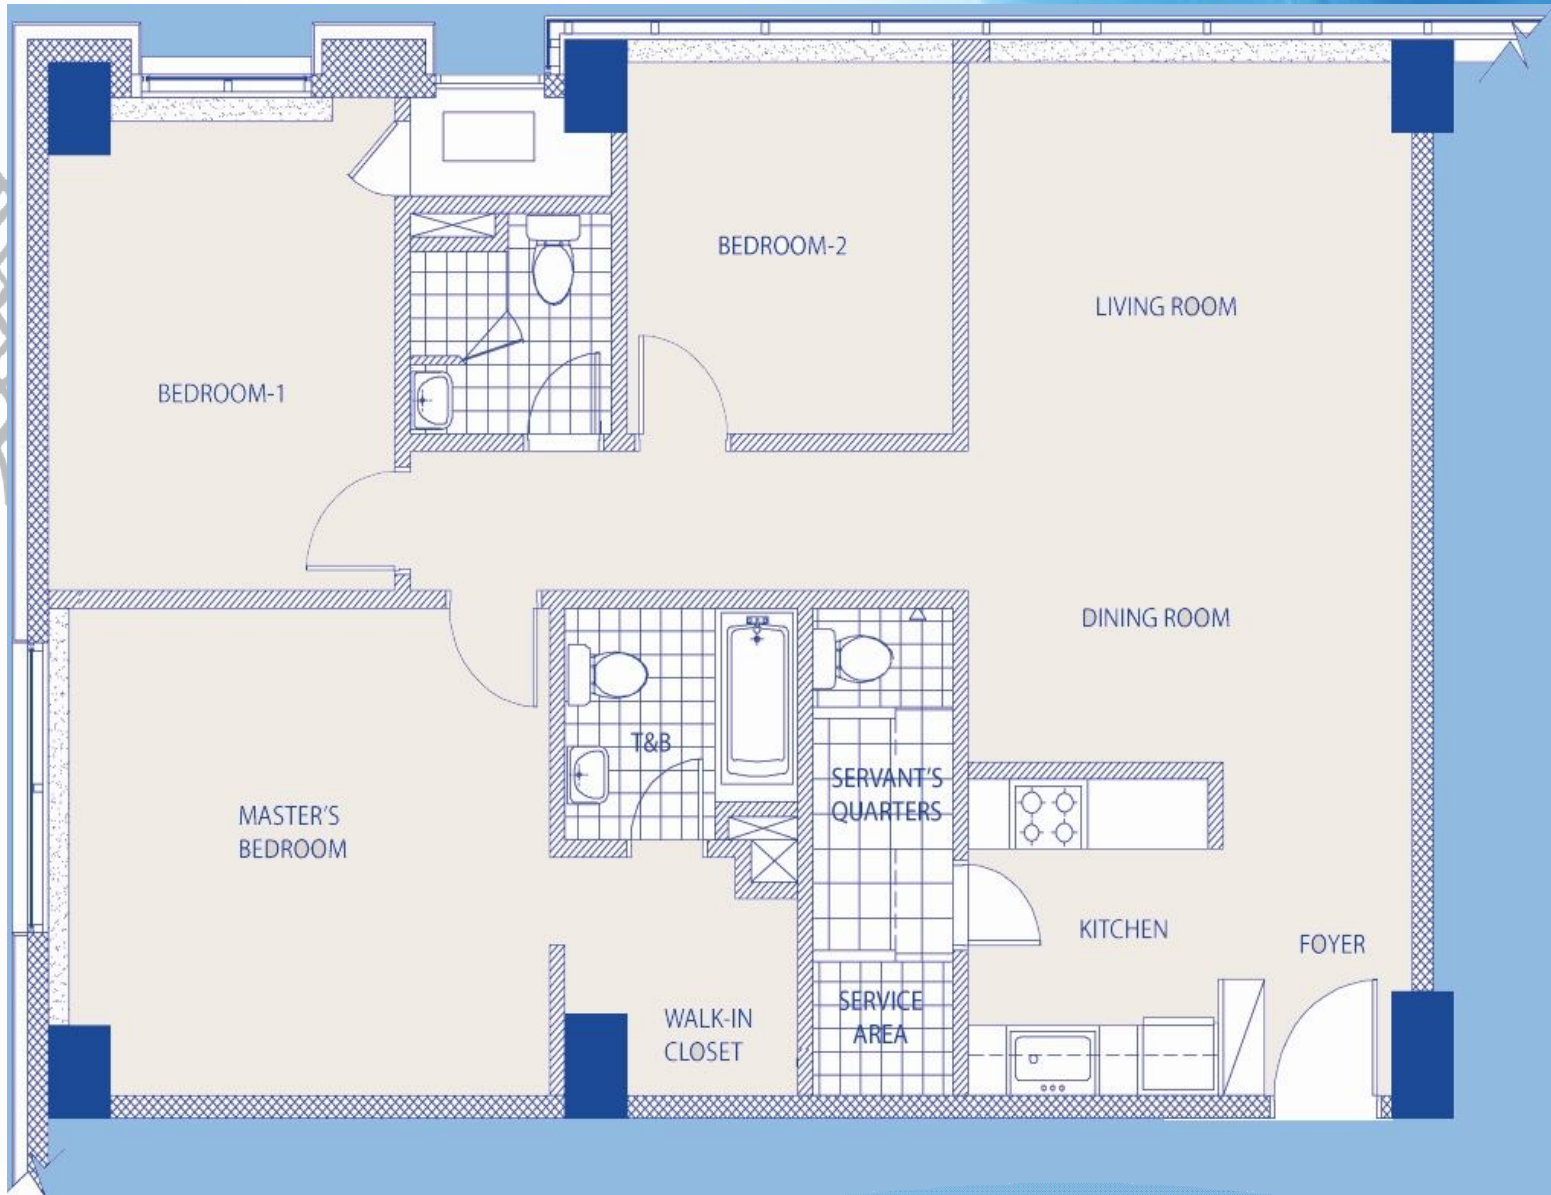 BEDROOM-2
LIVING ROOM
BEDROOM-1
DINING ROOM
T&B
SERVANT'S
QUARTERS
MASTER'S
BEDROOM
KITCHEN
FOYER
SERVICE
AREA
WALK-IN
CLOSET